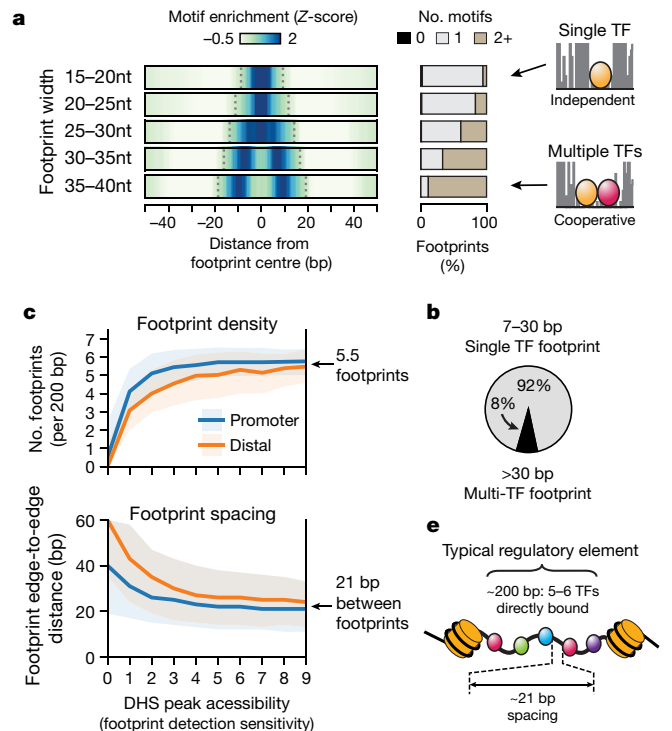 a
Motif enrichment (Z-score)
−0.5 2
No. motifs
0 1 2+
Footprint width
15–20nt
20–25nt
25–30nt
30–35nt
35–40nt
−40 −20 0 20 40
Distance from
footprint centre (bp)
0 100
Footprints
(%)
Single TF
Independent
Multiple TFs
Cooperative
c
Footprint density
No. footprints
(per 200 bp)
7
6
5
4
3
2
1
0
Promoter
Distal
5.5
footprints
Footprint spacing
Footprint edge-to-edge
distance (bp)
60
40
20
0
21 bp
between
footprints
0 1 2 3 4 5 6 7 8 9
DHS peak acessibility
(footprint detection sensitivity)
b
7–30 bp
Single TF footprint
92%
8%
>30 bp
Multi-TF footprint
e
Typical regulatory element
~200 bp: 5–6 TFs
directly bound
~21 bp
spacing